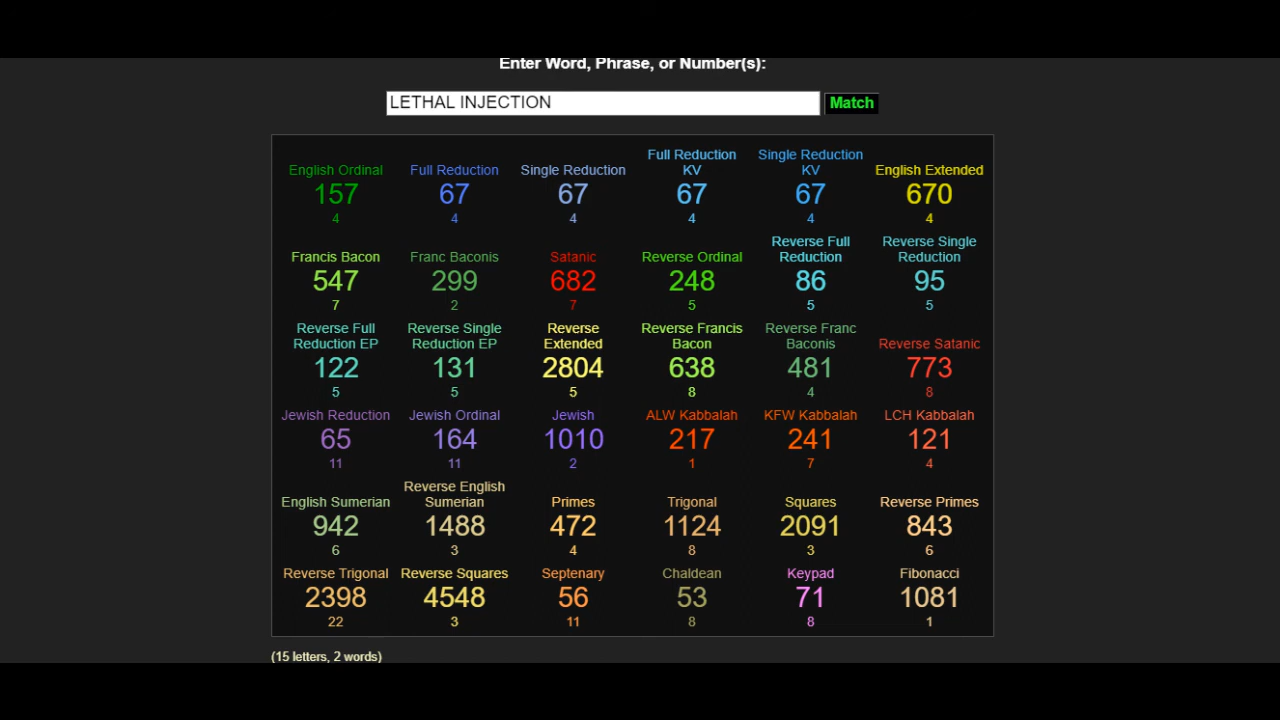 Enter Word, Phrase, or Number(s):
LETHAL INJECTION Match
Full Reduction Single Reduction
English Ordinal Full Reduction Single Reduction KV KV English Extended
157 67 67 67 67 670
4 4 4 4 4 4
Reverse Full Reverse Single
Francis Bacon Franc Baconis Satanic Reverse Ordinal Reduction Reduction
547 299 682 248 86 95
7 2 7 5 5 5
Reverse Full Reverse Single Reverse Reverse Francis Reverse Franc
Reduction EP Reduction EP Extended Bacon Baconis Reverse Satanic
122 131 2804 638 481 773
5 5 5 8 4 8
Jewish Reduction Jewish Ordinal Jewish ALW Kabbalah KFW Kabbalah LCH Kabbalah
65 164 1010 217 241 121
11 11 2 1 7 4
Reverse English
English Sumerian Sumerian Primes Trigonal Squares Reverse Primes
942 1488 472 1124 2091 843
6 3 4 8 3 6
Reverse Trigonal Reverse Squares Septenary Chaldean Keypad Fibonacci
2398 4548 56 53 71 1081
22 3 11 8 8 1
(15 letters, 2 words)